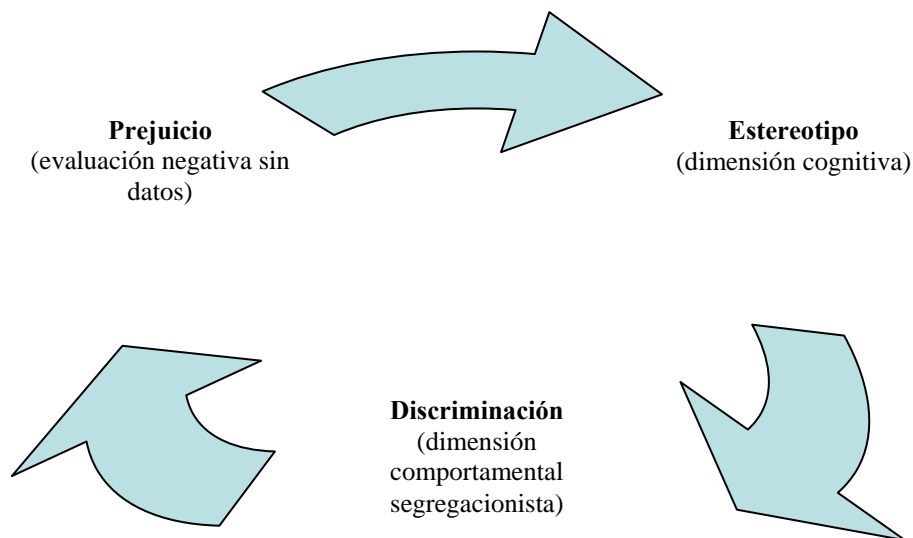 Prejuicio
(evaluación negativa sin
datos)
Estereotipo
(dimensión cognitiva)
Discriminación
(dimensión
comportamental
segregacionista)